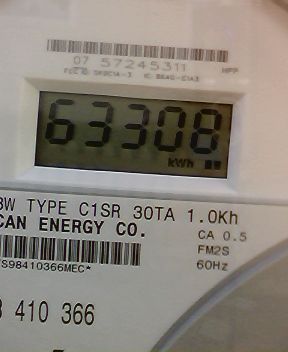 07 57245311
HPP
63308
kWh
3W TYPE C1SR 30TA 1.0Kh
CAN ENERGY CO.
CA 0.5
FM2S
60Hz
S98410366MEC*
410 366